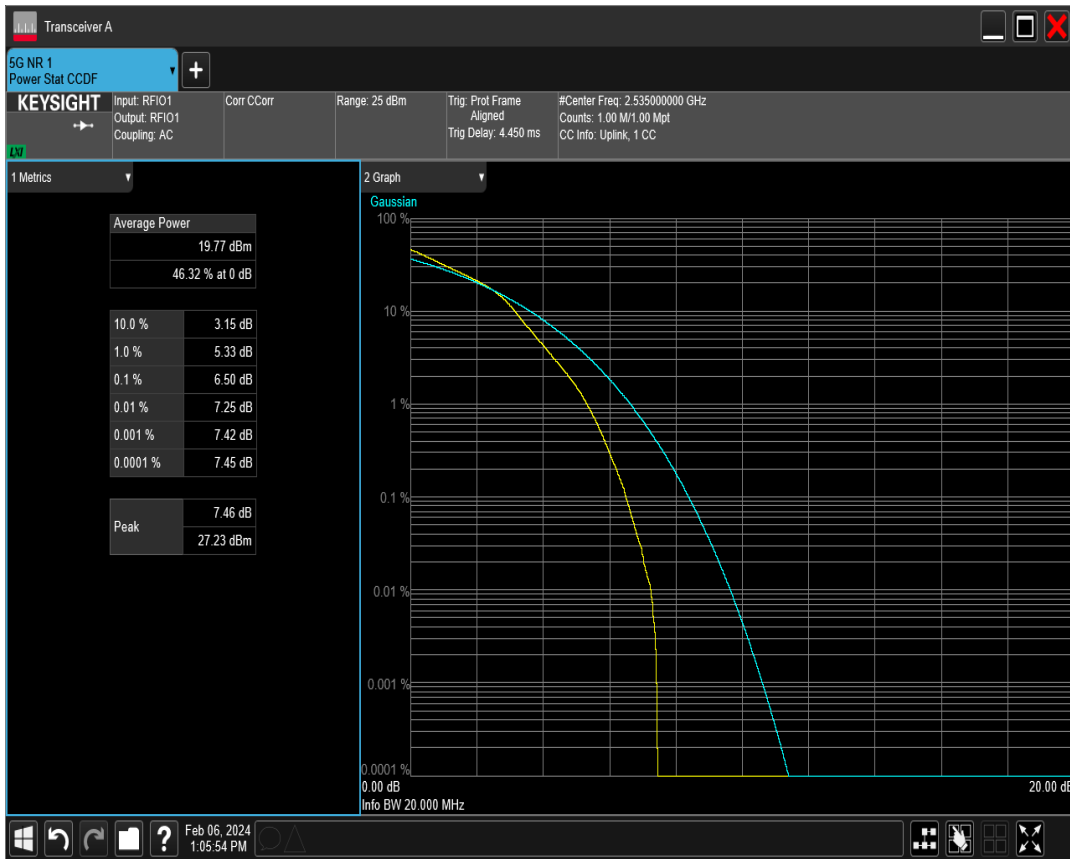 Transceiver A
5G NR 1
Power Stat CCDF
KEYSIGHT
LXI
Input: RFIO1
Output: RFIO1
Coupling: AC
Corr CCorr
Range: 25 dBm
Trig: Prot Frame
Aligned
Trig Delay: 4.450 ms
#Center Freq: 2.535000000 GHz
Counts: 1.00 M/1.00 Mpt
CC Info: Uplink, 1 CC
1 Metrics
Average Power
19.77 dBm
46.32 % at 0 dB
10.0 % 3.15 dB
1.0 % 5.33 dB
0.1 % 6.50 dB
0.01 % 7.25 dB
0.001 % 7.42 dB
0.0001 % 7.45 dB
Peak
7.46 dB
27.23 dBm
2 Graph
Gaussian
100 %
10 %
1 %
0.1 %
0.01 %
0.001 %
0.0001 %
0.00 dB 20.00 dB
Info BW 20.000 MHz
?
Feb 06, 2024
1:05:54 PM